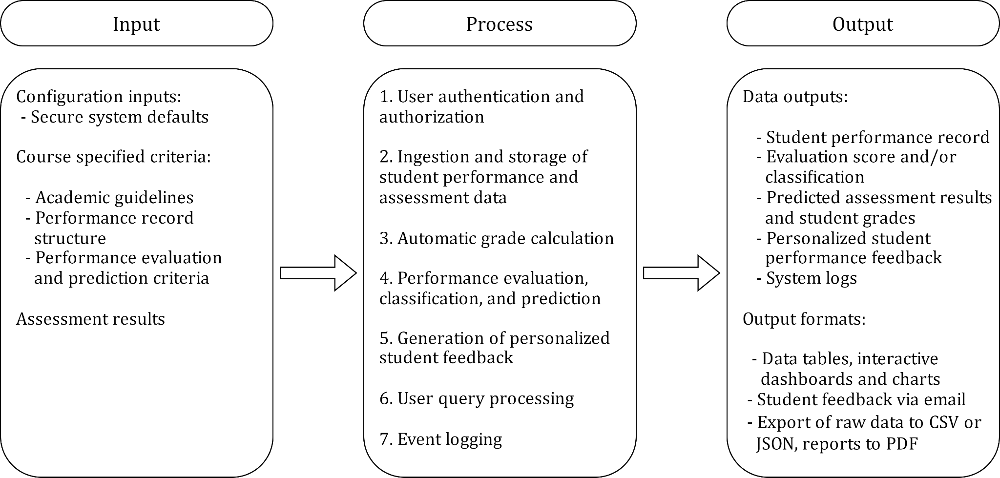 Input
Configuration inputs:
- Secure system defaults
Course specified criteria:
- Academic guidelines
- Performance record
structure
- Performance evaluation
and prediction criteria
Assessment results
Process
1. User authentication and
authorization
2. Ingestion and storage of
student performance and
assessment data
3. Automatic grade calculation
4. Performance evaluation,
classification, and prediction
5. Generation of personalized
student feedback
6. User query processing
7. Event logging
Output
Data outputs:
- Student performance record
- Evaluation score and/or
classification
- Predicted assessment results
and student grades
- Personalized student
performance feedback
- System logs
Output formats:
- Data tables, interactive
dashboards and charts
- Student feedback via email
- Export of raw data to CSV or
JSON, reports to PDF